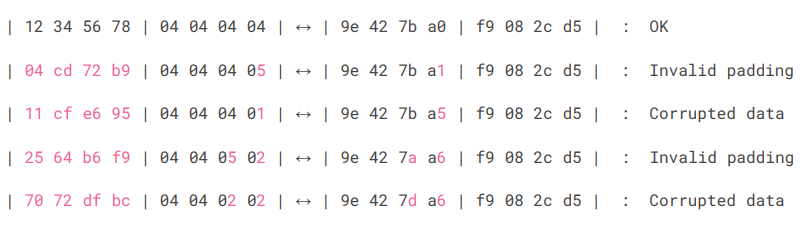 | 12 34 56 78 | 04 04 04 04 | ↔ | 9e 42 7b a0 | f9 08 2c d5 | : OK
| 04 cd 72 b9 | 04 04 04 05 | ↔ | 9e 42 7b a1 | f9 08 2c d5 | : Invalid padding
| 11 cf e6 95 | 04 04 04 01 | ↔ | 9e 42 7b a5 | f9 08 2c d5 | : Corrupted data
| 25 64 b6 f9 | 04 04 05 02 | ↔ | 9e 42 7a a6 | f9 08 2c d5 | : Invalid padding
| 70 72 df bc | 04 04 02 02 | ↔ | 9e 42 7d a6 | f9 08 2c d5 | : Corrupted data